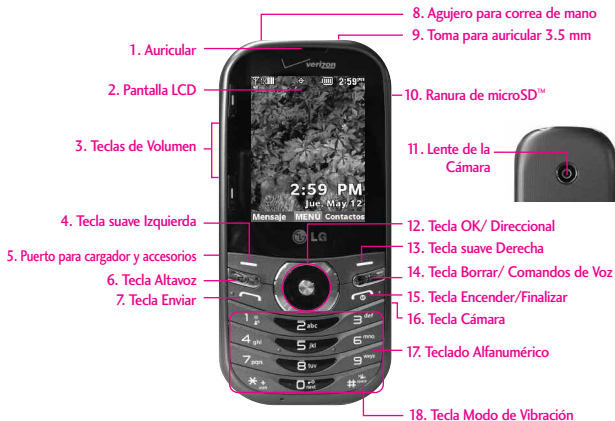 8. Agujero para correa de mano
9. Toma para auricular 3.5 mm
1. Auricular
verizon
2:59 PM
2. Pantalla LCD
10. Ranura de microSD™
3. Teclas de Volumen
11. Lente de la
Cámara
2:59 PM
Jue, May/12
Mensaje MENU Contactos
LG
4. Tecla suave Izquierda
12. Tecla OK/ Direccional
13. Tecla suave Derecha
5. Puerto para cargador y accesorios
14. Tecla Borrar/ Comandos de Voz
6. Tecla Altavoz
15. Tecla Encender/Finalizar
7. Tecla Enviar
16. Tecla Cámara
1 2 abc 3 def
4 ghi 5 jkl 6 mno
17. Teclado Alfanumérico
7 pqrs 8 tuv 9 wxyz
* + 0 next # space
18. Tecla Modo de Vibración